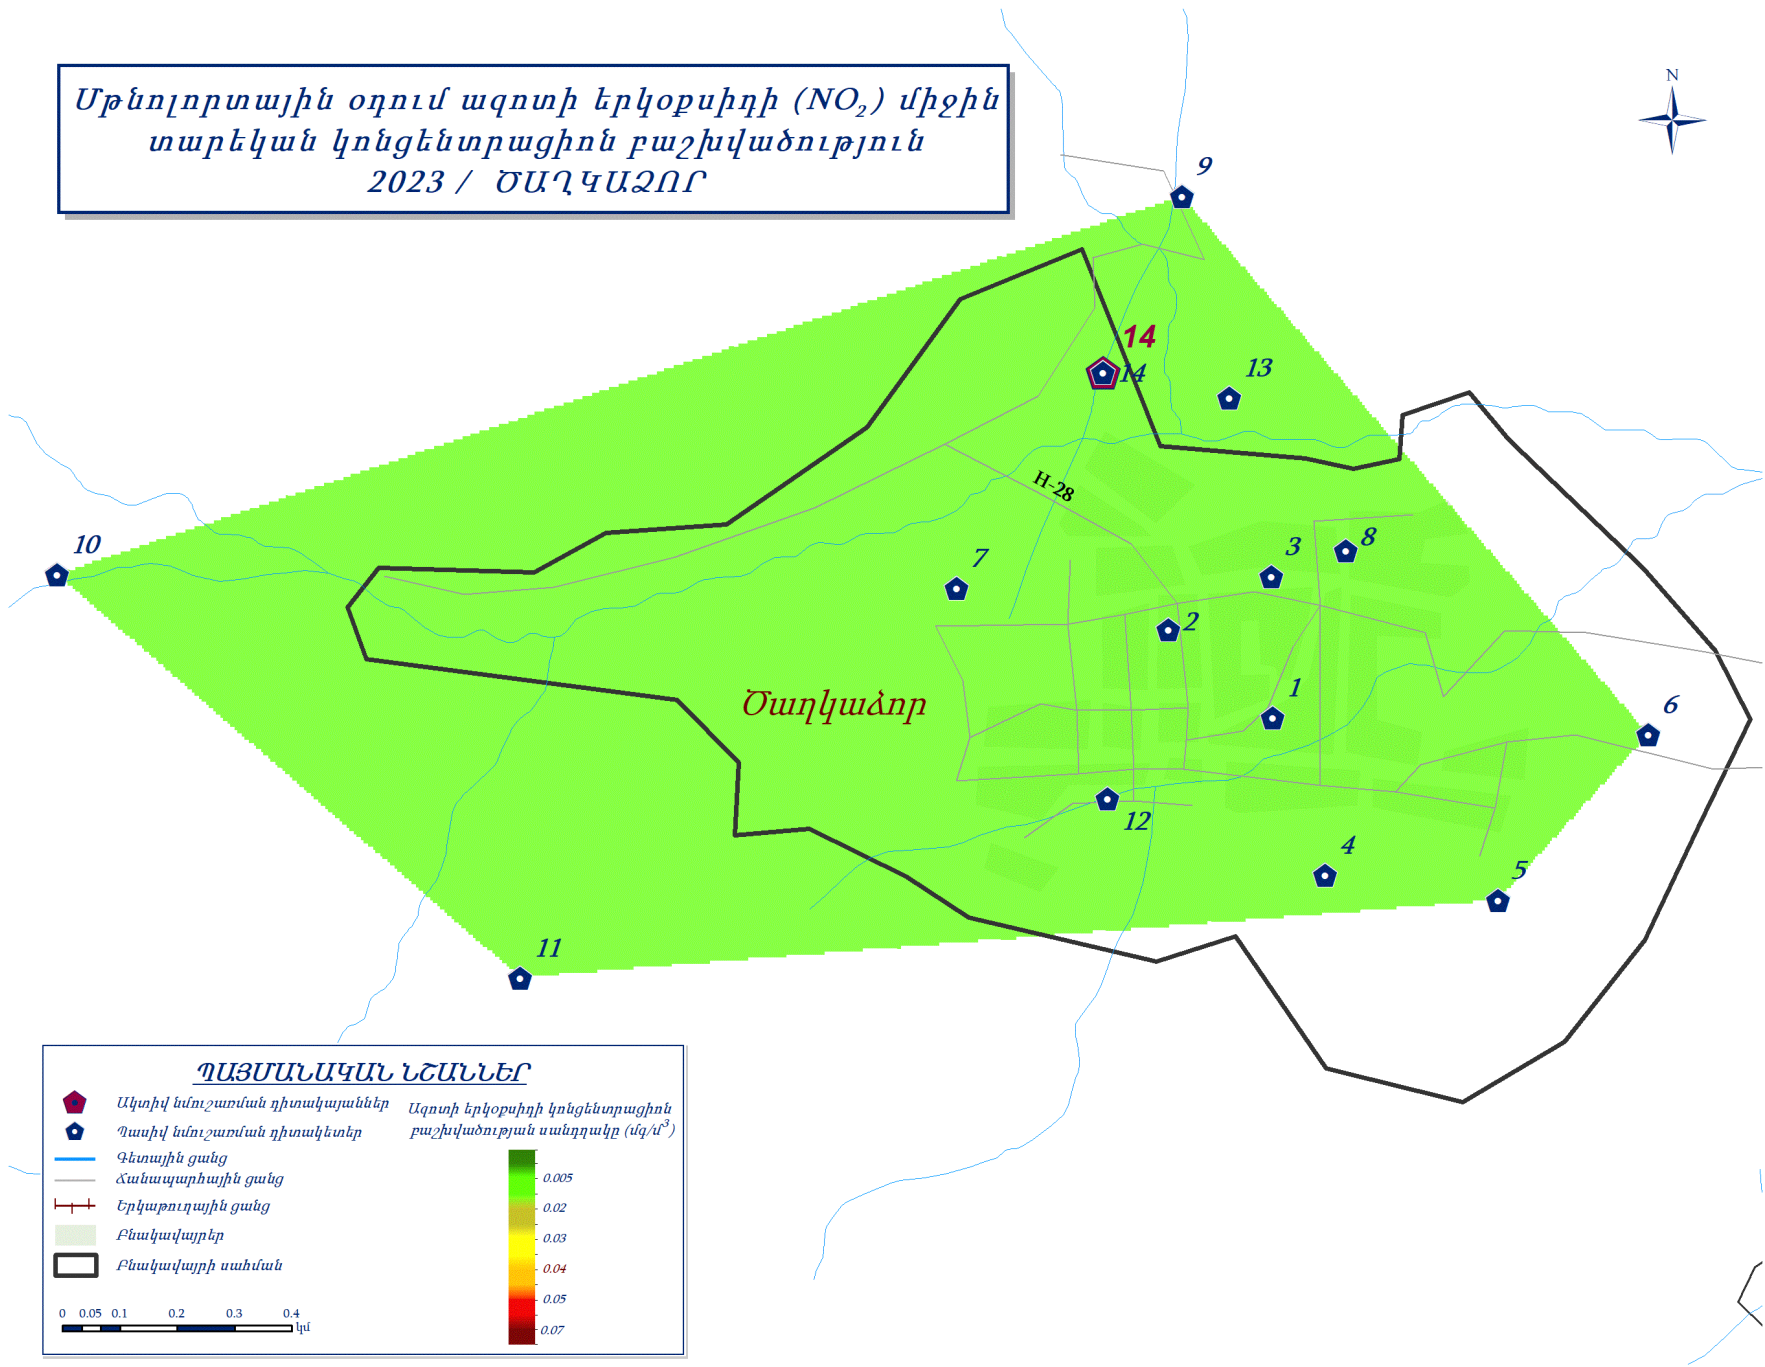 Մթնոլորտային օդում ազոտի երկօքսիդի (NO₂) միջին
տարեկան կոնցենտրացիոն բաշխվածություն
2023 / ԾԱՂԿԱՁՈՐ
N
9
14
14
13
H-28
10
7
3
8
2
Ծաղկաձոր
1
6
12
4
5
11
ՊԱՅՄԱՆԱԿԱՆ ՆՇԱՆՆԵՐ
Ակտիվ նմուշառման դիտակայաններ
Պասիվ նմուշառման դիտակետեր
Գետային ցանց
Ճանապարհային ցանց
Երկաթուղային ցանց
Բնակավայրեր
Բնակավայրի սահման
0 0.05 0.1 0.2 0.3 0.4
կմ
Ազոտի երկօքսիդի կոնցենտրացիոն
բաշխվածության սանդղակը (մգ/մ³)
0.005
0.02
0.03
0.04
0.05
0.07